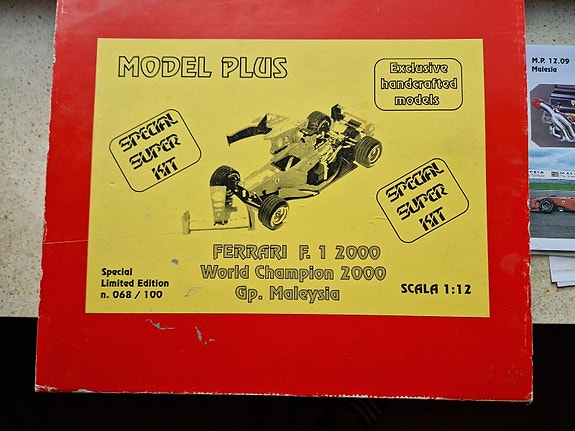 MODEL PLUS
Exclusive
handcrafted
models
SPECIAL
SUPER
KIT
SPECIAL
SUPER
KIT
FERRARI F. 1 2000
World Champion 2000
Gp. Maleysia
Special
Limited Edition
n. 068 / 100
SCALA 1:12
M.P. 12.09
Malesia